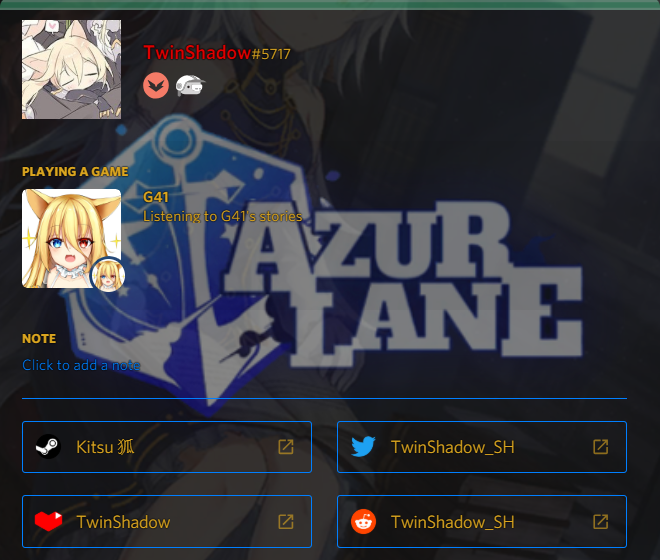 TwinShadow#5717
PLAYING A GAME
G41
Listening to G41's stories
AZUR
LANE
NOTE
Click to add a note
Kitsu 狐
TwinShadow_SH
TwinShadow
TwinShadow_SH